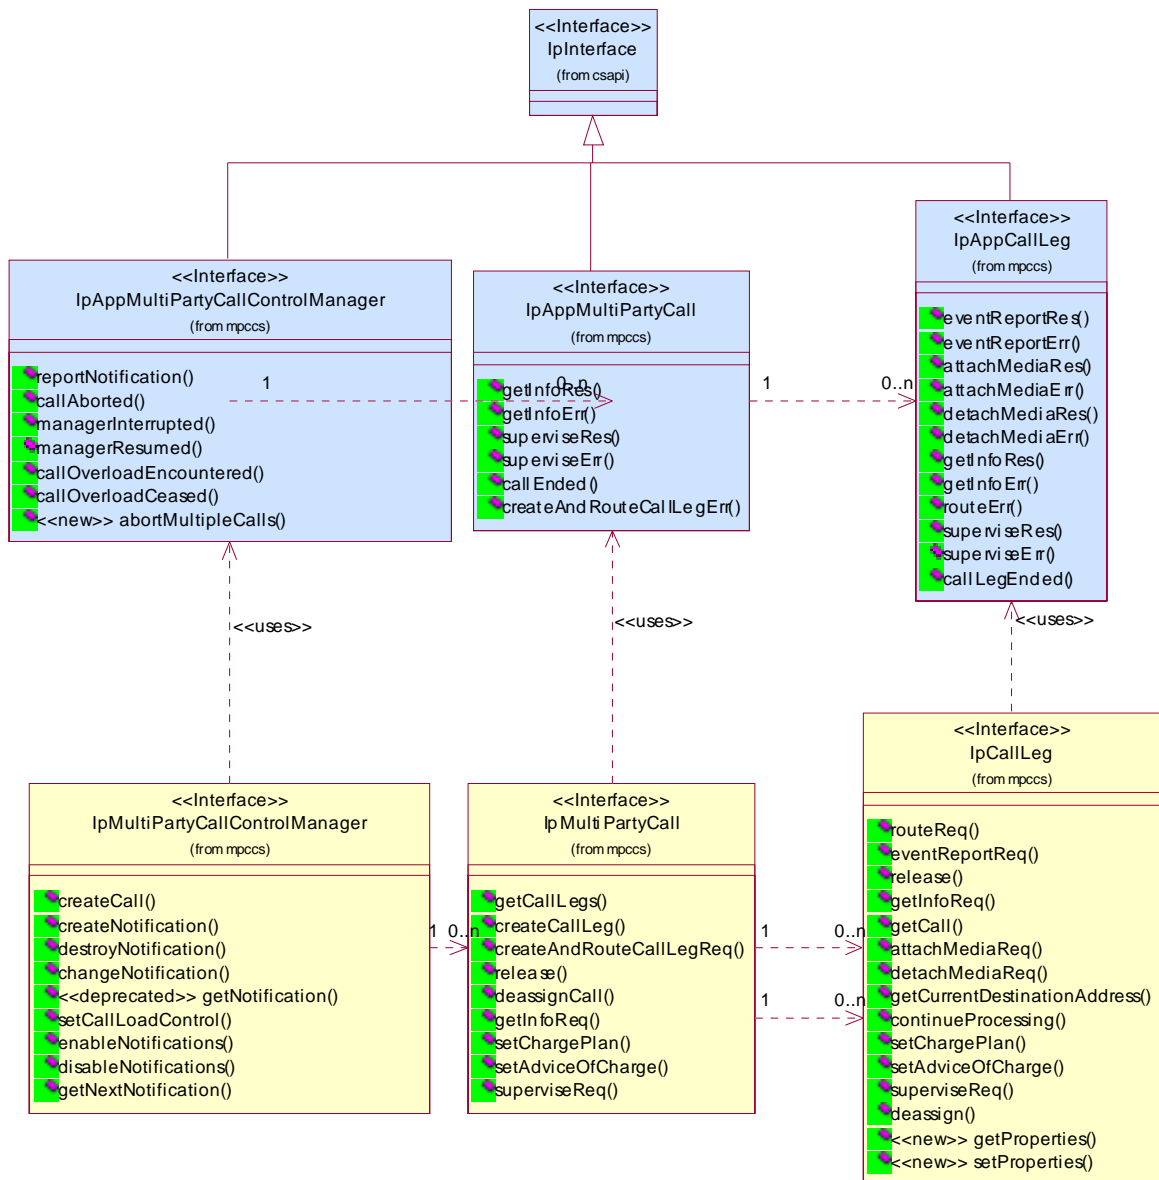 <<Interface>>
IpInterface
(from csapi)
<<Interface>>
IpAppCallLeg
(from mpccs)
eventReportRes()
eventReportErr()
attachMediaRes()
attachMediaErr()
detachMediaRes()
detachMediaErr()
getInfoRes()
getInfoErr()
routeErr()
superviseRes()
superviseErr()
callLegEnded()
<<Interface>>
IpAppMultiPartyCallControlManager
(from mpccs)
reportNotification()
callAborted()
managerInterrupted()
managerResumed()
callOverloadEncountered()
callOverloadCeased()
<<new>> abortMultipleCalls()
1
0..n
<<Interface>>
IpAppMultiPartyCall
(from mpccs)
getInfoRes()
getInfoErr()
superviseRes()
superviseErr()
callEnded()
createAndRouteCallLegErr()
1
0..n
<<uses>>
<<uses>>
<<uses>>
<<Interface>>
IpMultiPartyCallControlManager
(from mpccs)
createCall()
createNotification()
destroyNotification()
changeNotification()
<<deprecated>> getNotification()
setCallLoadControl()
enableNotifications()
disableNotifications()
getNextNotification()
1
0..n
<<Interface>>
IpMultiPartyCall
(from mpccs)
getCallLegs()
createCallLeg()
createAndRouteCallLegReq()
release()
deassignCall()
getInfoReq()
setChargePlan()
setAdviceOfCharge()
superviseReq()
1
0..n
1
0..n
<<Interface>>
IpCallLeg
(from mpccs)
routeReq()
eventReportReq()
release()
getInfoReq()
getCall()
attachMediaReq()
detachMediaReq()
getCurrentDestinationAddress()
continueProcessing()
setChargePlan()
setAdviceOfCharge()
superviseReq()
deassign()
<<new>> getProperties()
<<new>> setProperties()